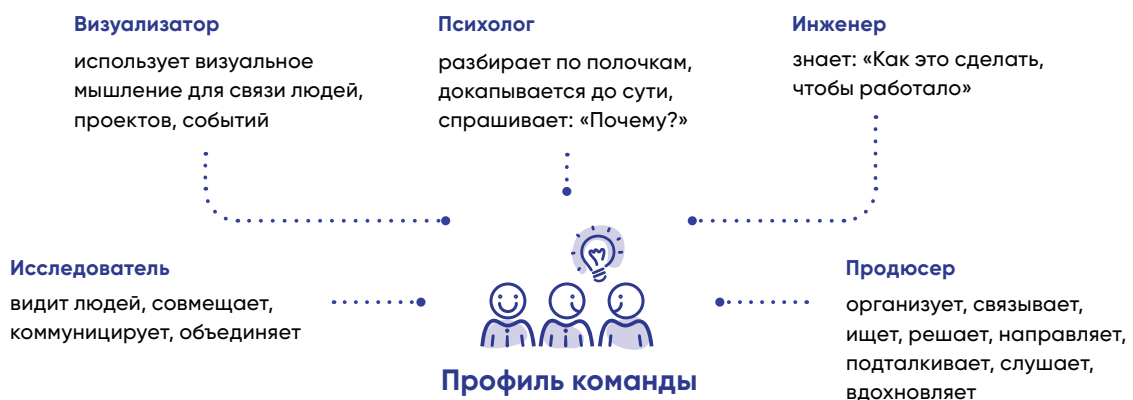 Визуализатор
использует визуальное
мышление для связи людей,
проектов, событий
Психолог
разбирает по полочкам,
докапывается до сути,
спрашивает: «Почему?»
Инженер
знает: «Как это сделать,
чтобы работало»
Исследователь
видит людей, совмещает,
коммуницирует, объединяет
Продюсер
организует, связывает,
ищет, решает, направляет,
подталкивает, слушает,
вдохновляет
Профиль команды